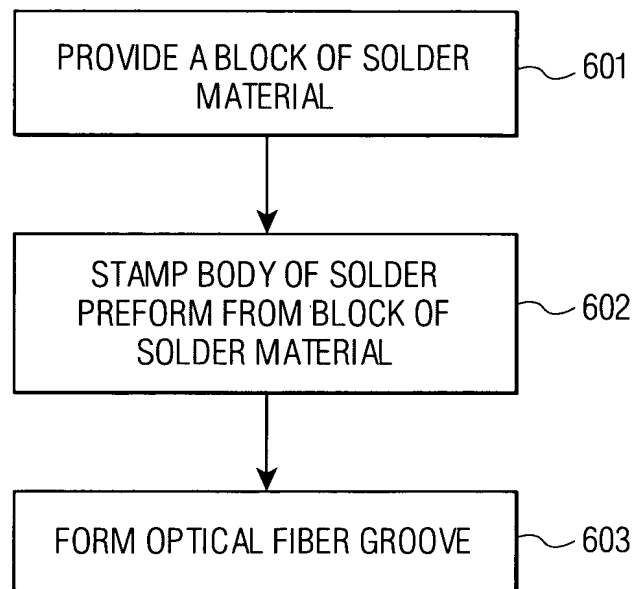 PROVIDE A BLOCK OF SOLDER
MATERIAL
601
STAMP BODY OF SOLDER
PREFORM FROM BLOCK OF
SOLDER MATERIAL
602
FORM OPTICAL FIBER GROOVE
603